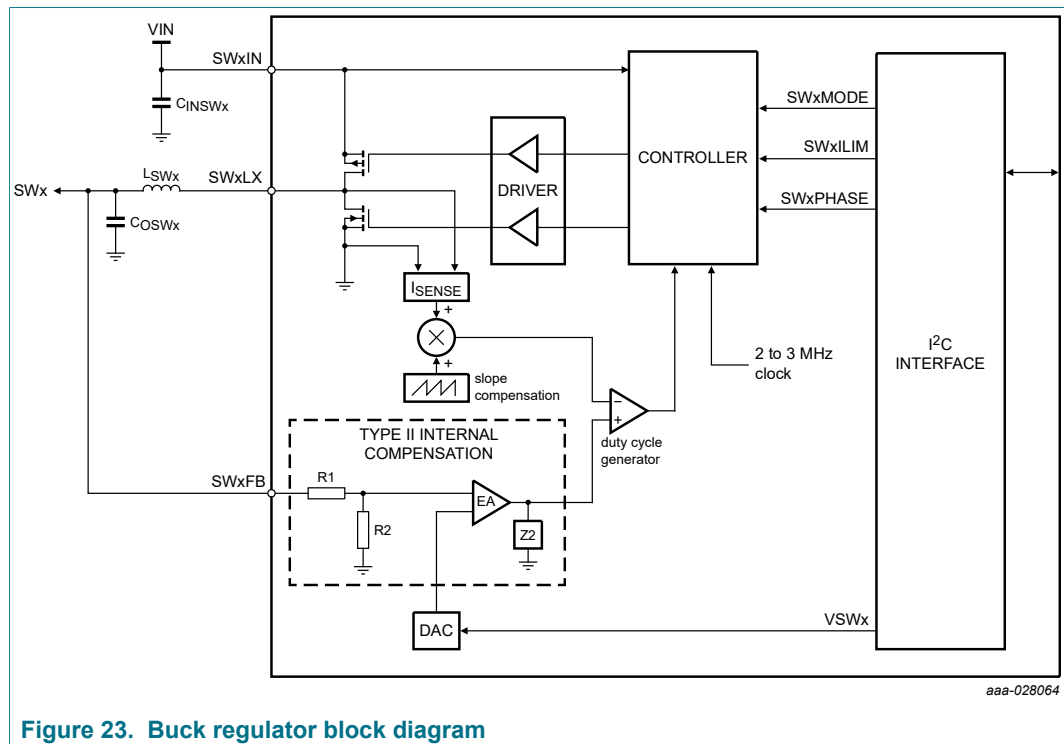 VIN
SWxIN
CINSWx
SWxMODE
SWxILIM
CONTROLLER
SWxPHASE
DRIVER
LSWx
SWxLX
SWx
COSWx
ISENSE
+
+
slope
compensation
2 to 3 MHz
clock
I2C
INTERFACE
−
+
duty cycle
generator
TYPE II INTERNAL
COMPENSATION
SWxFB
R1
R2
EA
Z2
DAC
VSWx
aaa-028064
Figure 23. Buck regulator block diagram